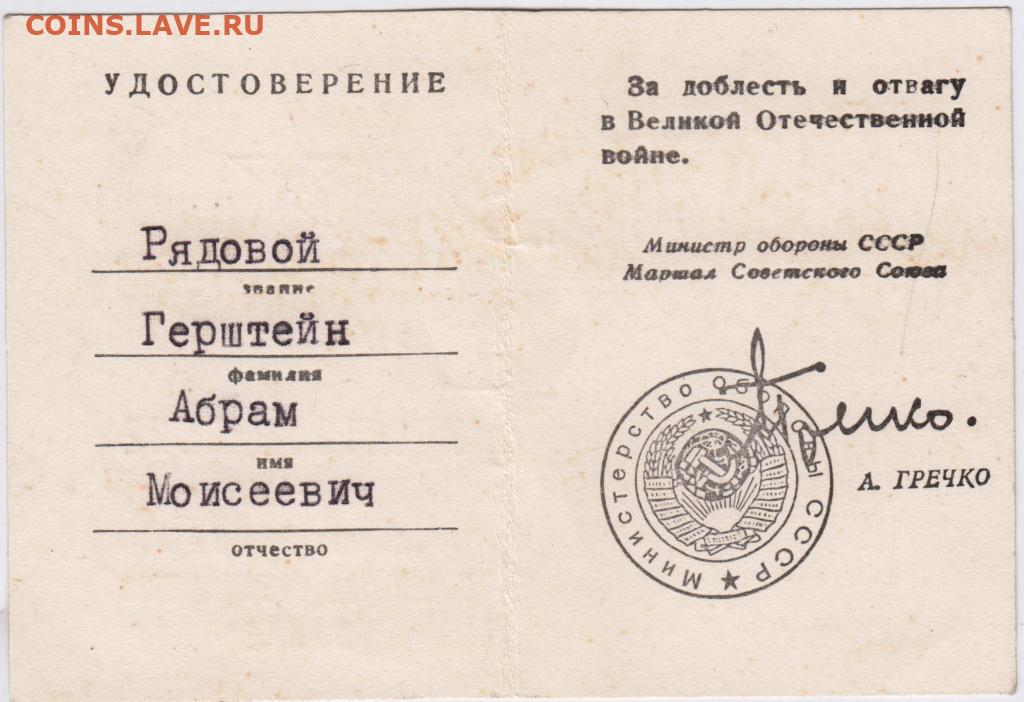 COINS.LAVE.RU
УДОСТОВЕРЕНИЕ
Рядовой
звание
Герштейн
фамилия
Абрам
имя
Моисеевич
отчество
За доблесть и отвагу
в Великой Отечественной
войне.
Министр обороны СССР
Маршал Советского Союза
Министерство Обороны СССР
Гречко.
А. ГРЕЧКО